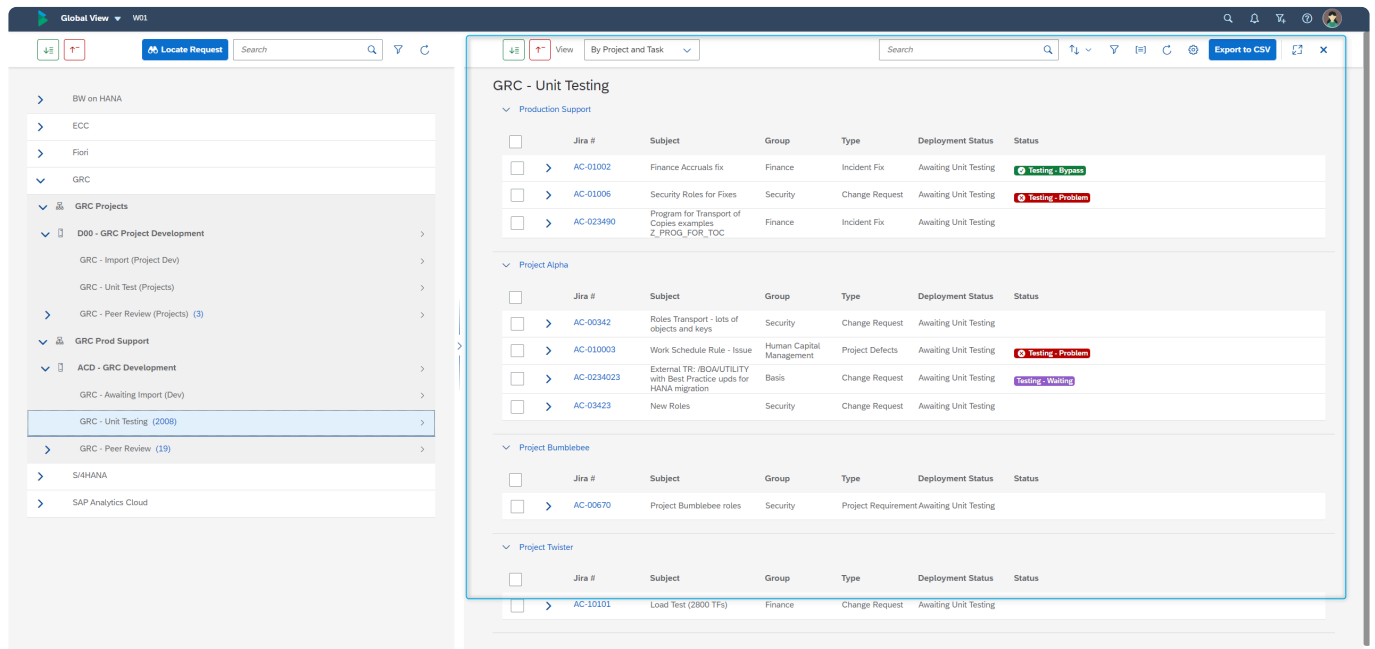 Global View W01
Locate Request Search
View By Project and Task Search Export to CSV
BW on HANA
ECC
Fiori
GRC
GRC Projects
D00 - GRC Project Development
GRC - Import (Project Dev)
GRC - Unit Test (Projects)
GRC - Peer Review (Projects) (3)
GRC Prod Support
ACD - GRC Development
GRC - Awaiting Import (Dev)
GRC - Unit Testing (2008)
GRC - Peer Review (19)
S/4HANA
SAP Analytics Cloud
GRC - Unit Testing
Production Support
Jira # Subject Group Type Deployment Status Status
AC-01002 Finance Accruals fix Finance Incident Fix Awaiting Unit Testing Testing - Bypass
AC-01006 Security Roles for Fixes Security Change Request Awaiting Unit Testing Testing - Problem
AC-023490 Program for Transport of Copies examples Z_PROG_FOR_TOC Finance Incident Fix Awaiting Unit Testing
Project Alpha
Jira # Subject Group Type Deployment Status Status
AC-00342 Roles Transport - lots of objects and keys Security Change Request Awaiting Unit Testing
AC-010003 Work Schedule Rule - Issue Human Capital Management Project Defects Awaiting Unit Testing Testing - Problem
AC-0234023 External TR: /BOA/UTILITY with Best Practice upds for HANA migration Basis Change Request Awaiting Unit Testing Testing - Waiting
AC-03423 New Roles Security Change Request Awaiting Unit Testing
Project Bumblebee
Jira # Subject Group Type Deployment Status Status
AC-00670 Project Bumblebee roles Security Project Requirement Awaiting Unit Testing
Project Twister
Jira # Subject Group Type Deployment Status Status
AC-10101 Load Test (2800 TFs) Finance Change Request Awaiting Unit Testing